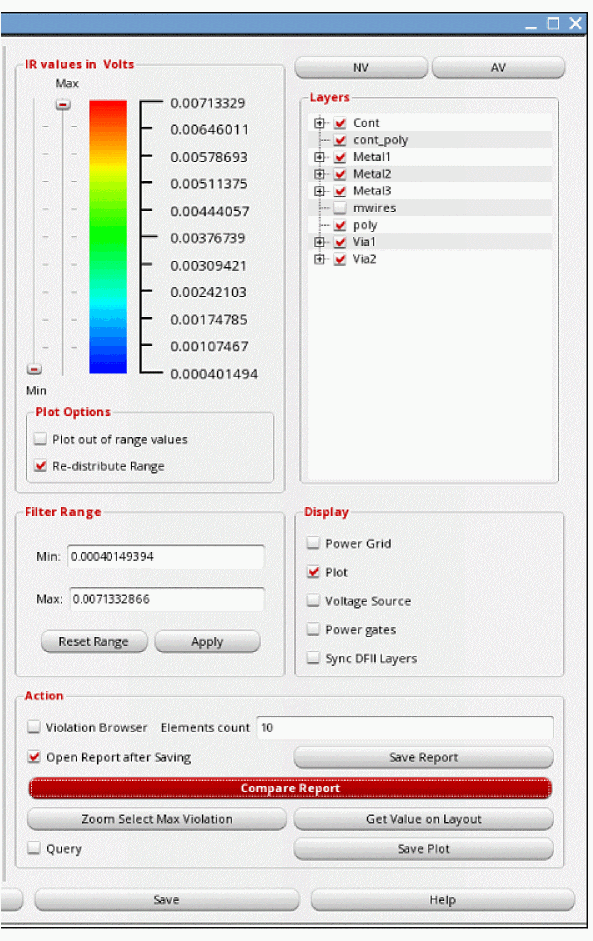 IR values in Volts
Max
0.00713329
0.00646011
0.00578693
0.00511375
0.00444057
0.00376739
0.00309421
0.00242103
0.00174785
0.00107467
0.000401494
Min
Plot Options
Plot out of range values
Re-distribute Range
NV AV
Layers
Cont
cont_poly
Metal1
Metal2
Metal3
mwires
poly
Via1
Via2
Filter Range
Min: 0.00040149394
Max: 0.0071332866
Reset Range Apply
Display
Power Grid
Plot
Voltage Source
Power gates
Sync DFII Layers
Action
Violation Browser Elements count 10
Open Report after Saving Save Report
Compare Report
Zoom Select Max Violation Get Value on Layout
Query Save Plot
Save Help